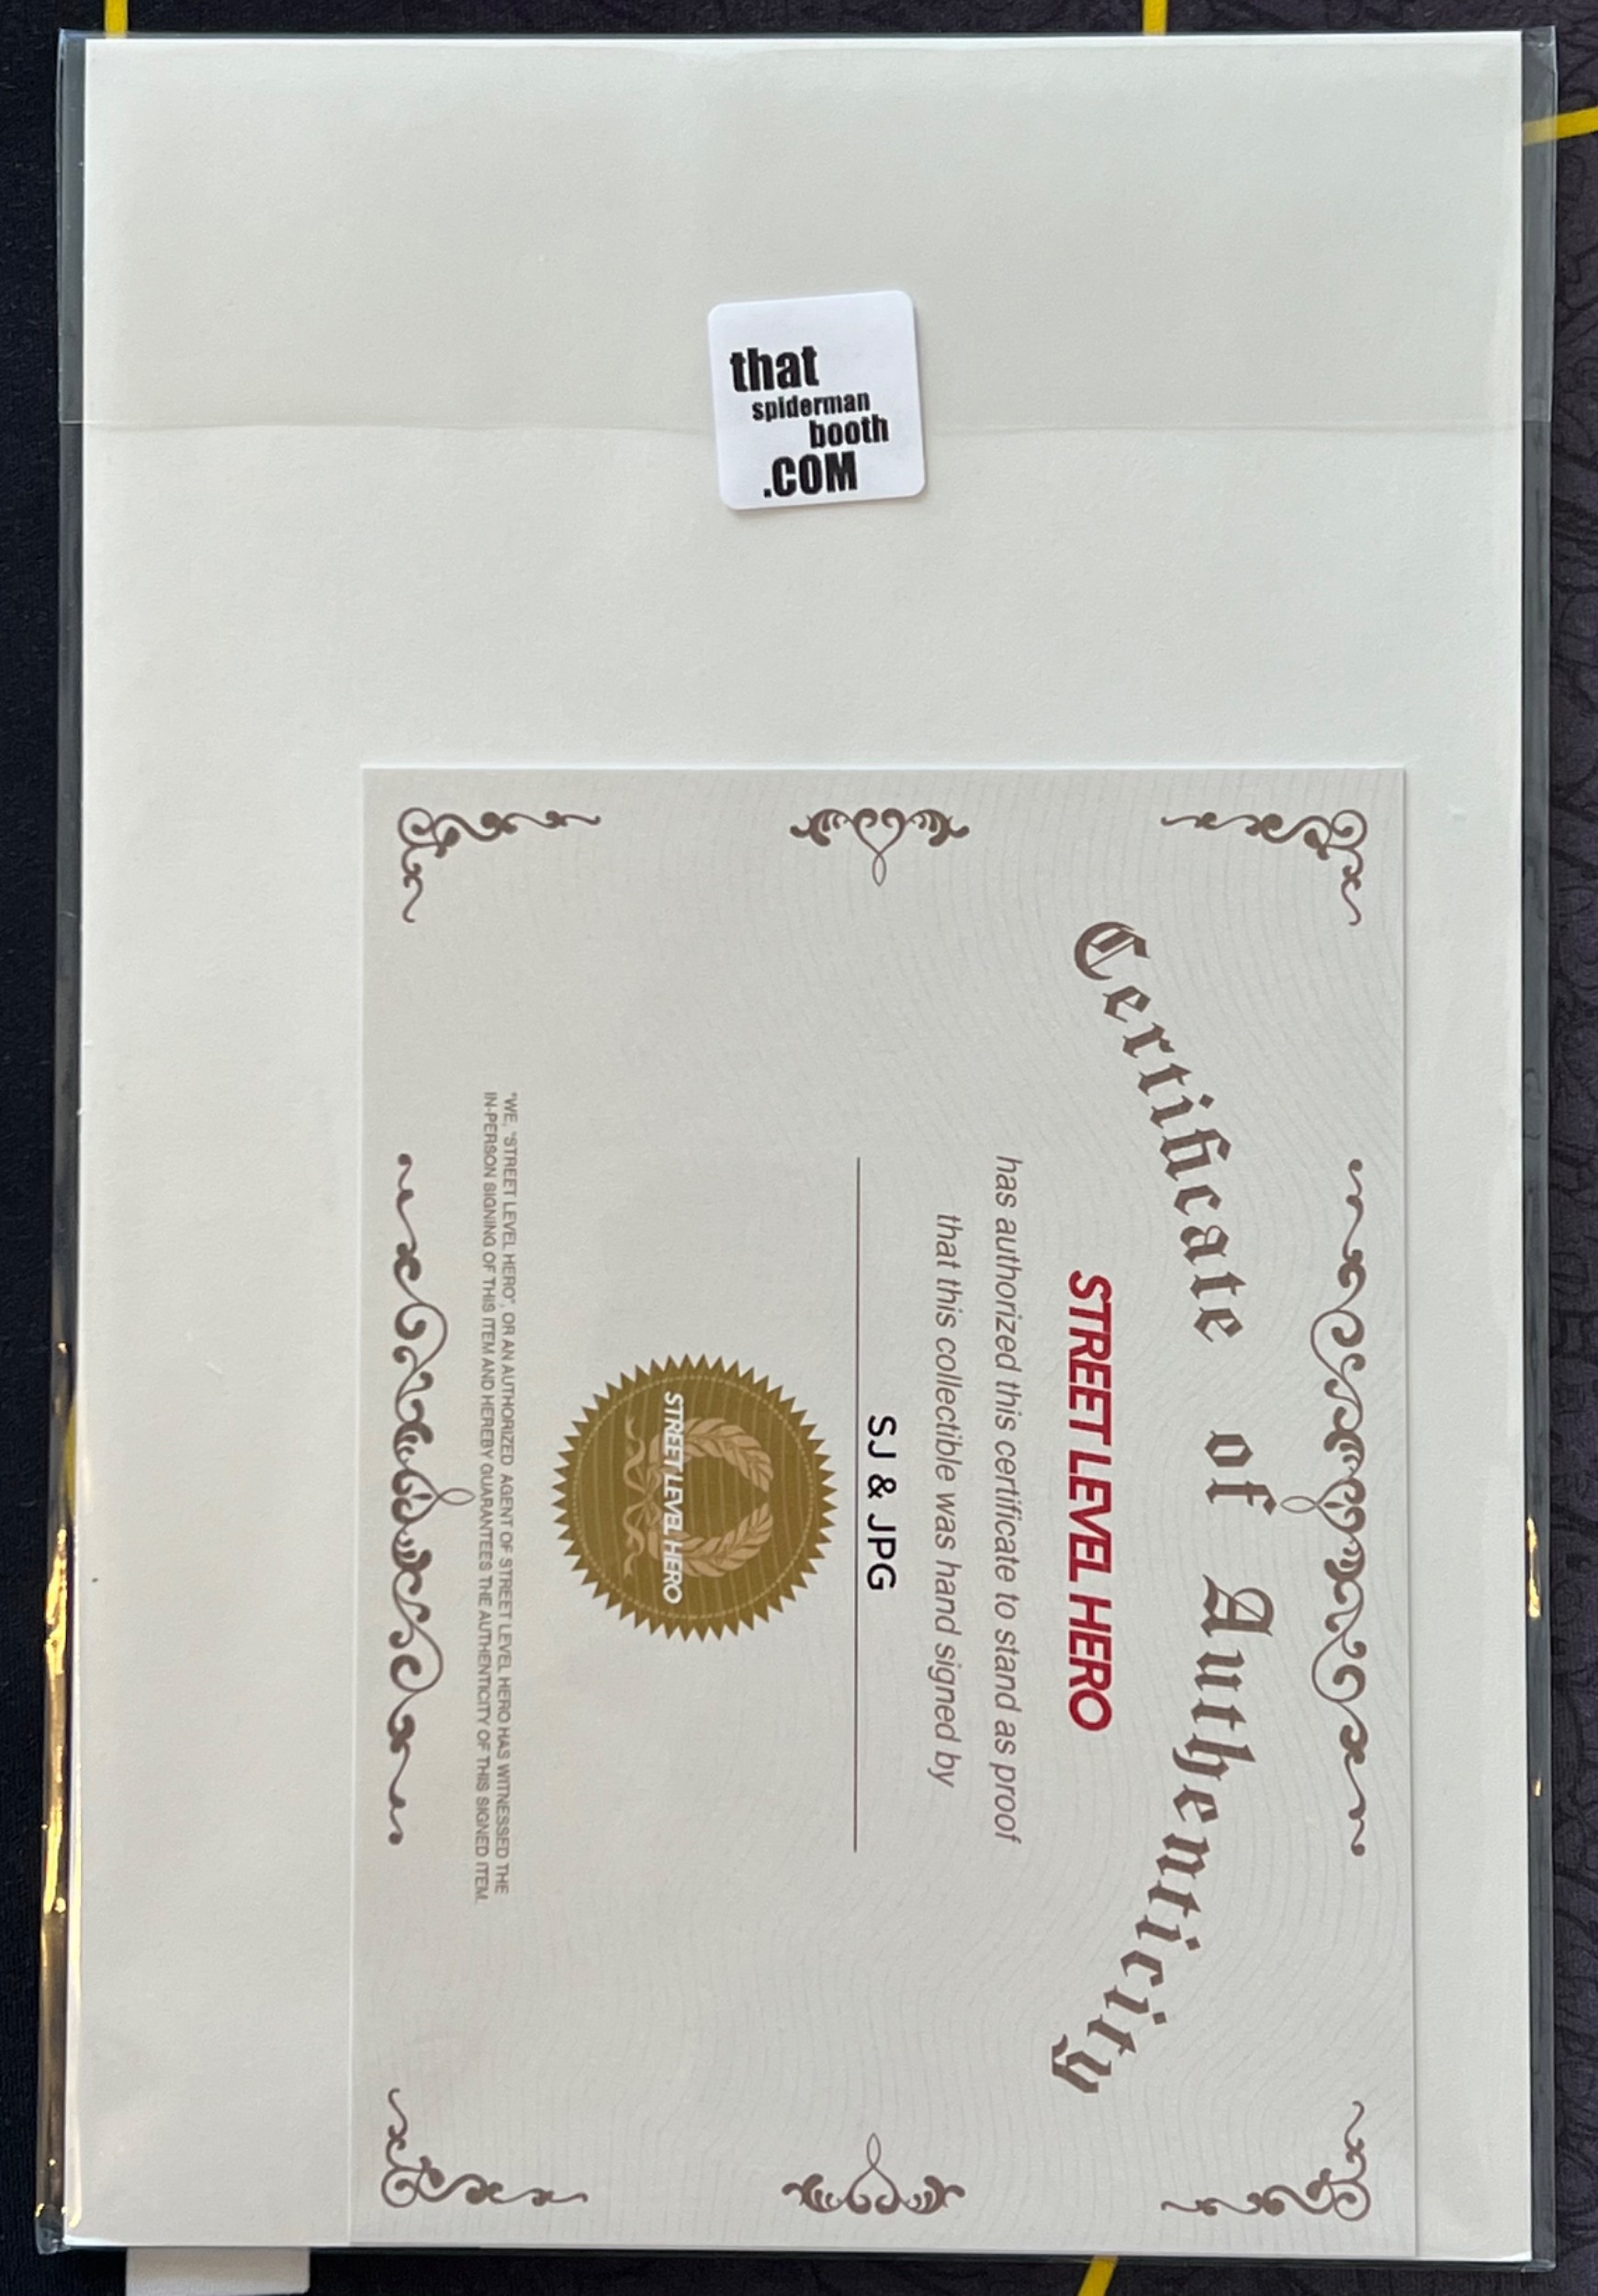 that
spiderman
booth
.COM
Certificate of Authenticity
STREET LEVEL HERO
has authorized this certificate to stand as proof
that this collectible was hand signed by
SJ & JPG
STREET LEVEL HERO
"WE, "STREET LEVEL HERO", OR AN AUTHORIZED AGENT OF STREET LEVEL HERO HAS WITNESSED THE
IN-PERSON SIGNING OF THIS ITEM AND HEREBY GUARANTEES THE AUTHENTICITY OF THIS SIGNED ITEM.